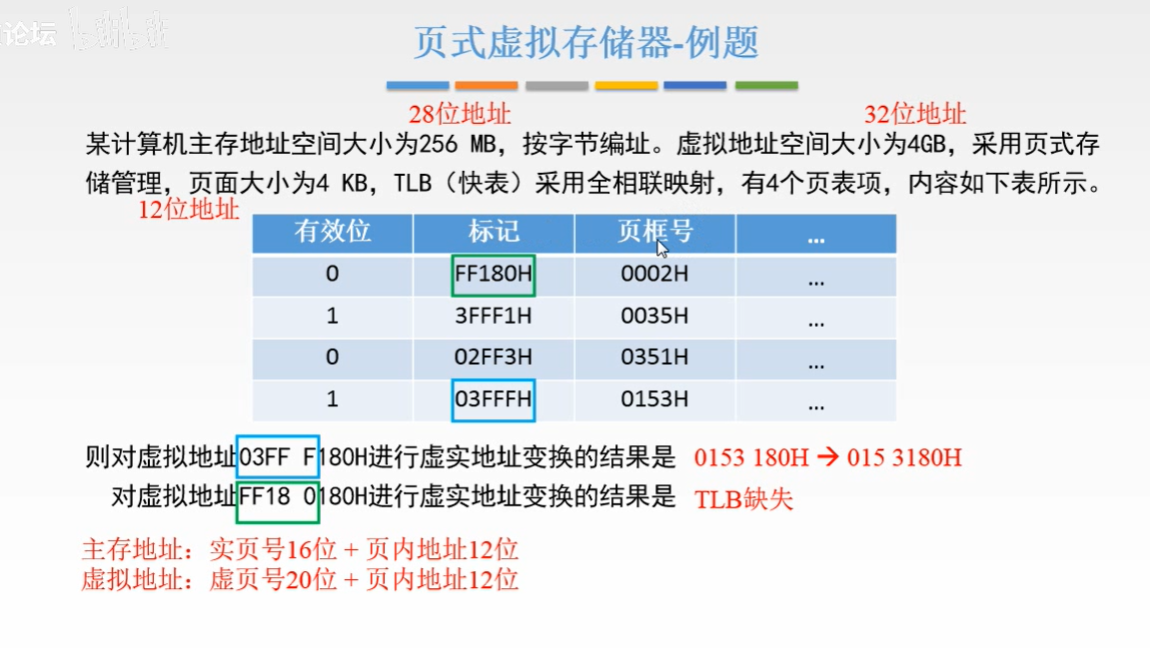 论坛
页式虚拟存储器-例题
28位地址
32位地址
某计算机主存地址空间大小为256 MB，按字节编址。虚拟地址空间大小为4GB，采用页式存
储管理，页面大小为4 KB，TLB（快表）采用全相联映射，有4个页表项，内容如下表所示。
12位地址
有效位 标记 页框号 …
0 FF180H 0002H …
1 3FFF1H 0035H …
0 02FF3H 0351H …
1 03FFFH 0153H …
则对虚拟地址03FF F180H进行虚实地址变换的结果是 0153 180H → 015 3180H
对虚拟地址FF18 0180H进行虚实地址变换的结果是 TLB缺失
主存地址：实页号16位 + 页内地址12位
虚拟地址：虚页号20位 + 页内地址12位